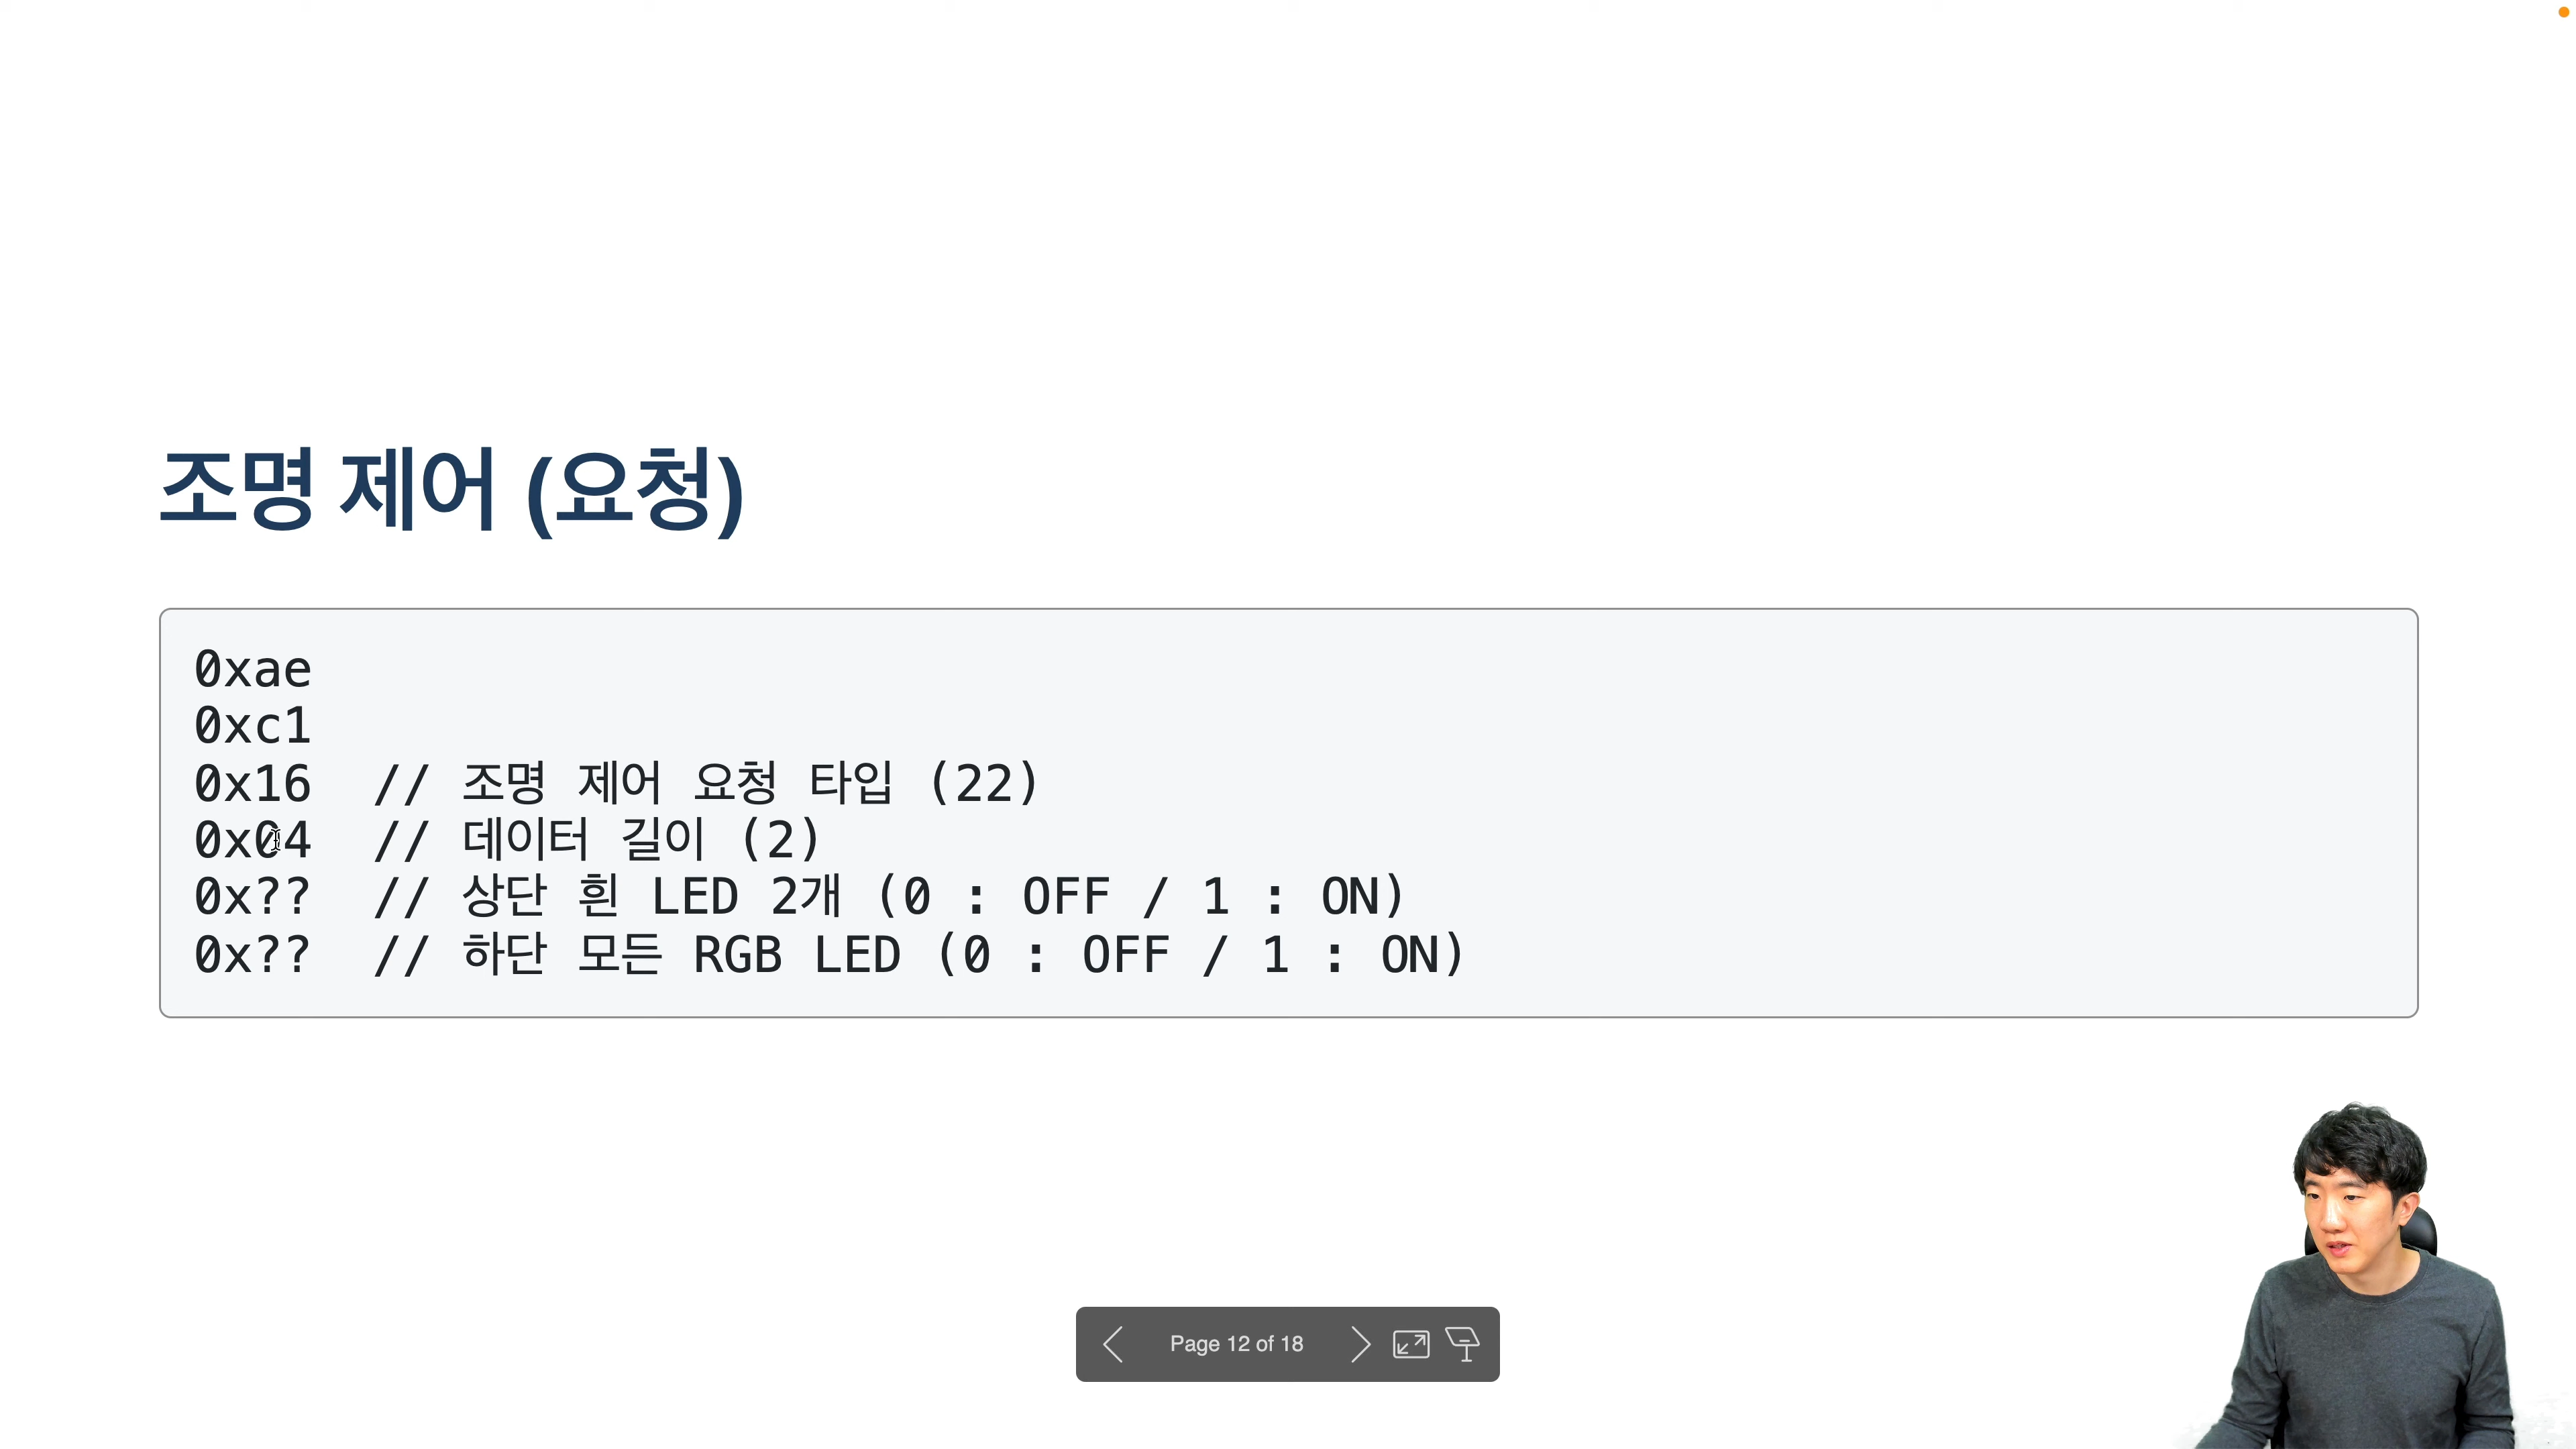 조명 제어 (요청)
0xae
0xc1
0x16  // 조명 제어 요청 타입 (22)
0x04  // 데이터 길이 (2)
0x??  // 상단 흰 LED 2개 (0 : OFF / 1 : ON)
0x??  // 하단 모든 RGB LED (0 : OFF / 1 : ON)
Page 12 of 18